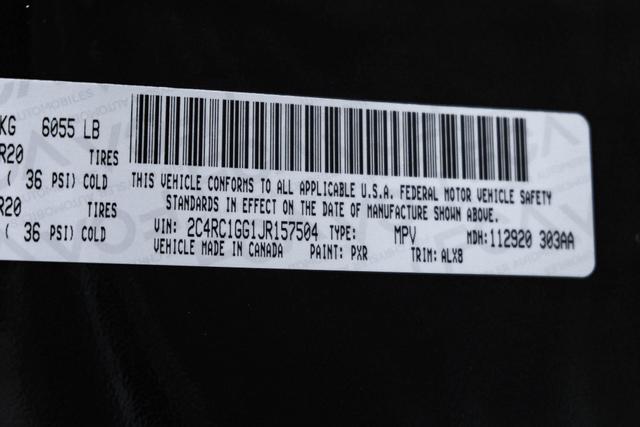 KG 6055 LB
R20 TIRES
( 36 PSI) COLD
R20 TIRES
( 36 PSI) COLD
THIS VEHICLE CONFORMS TO ALL APPLICABLE U.S.A. FEDERAL MOTOR VEHICLE SAFETY
STANDARDS IN EFFECT ON THE DATE OF MANUFACTURE SHOWN ABOVE.
VIN: 2C4RC1GG1JR157504 TYPE: MPV MDH: 112920 303AA
VEHICLE MADE IN CANADA PAINT: PXR TRIM: ALX8